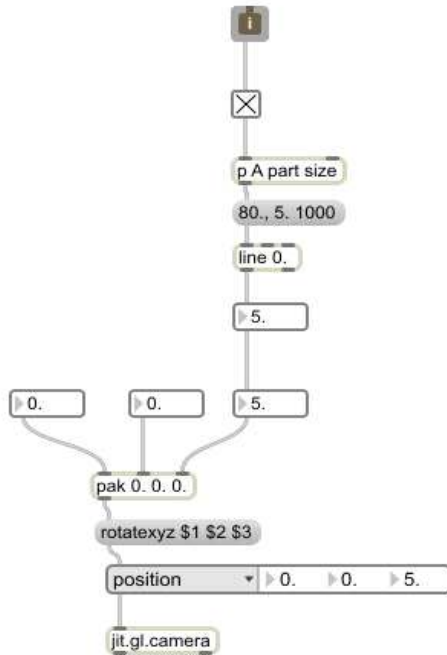 i
p A part size
80., 5. 1000
line 0.
5.
0. 0. 5.
pak 0. 0. 0.
rotatexyz $1 $2 $3
position 0. 0. 5.
jit.gl.camera